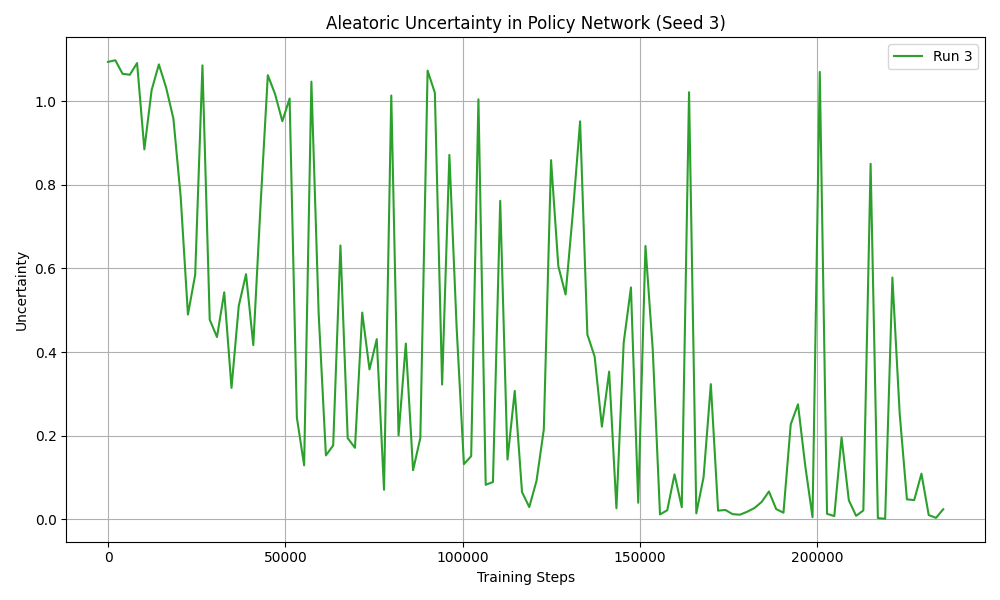 Aleatoric Uncertainty in Policy Network (Seed 3)
Run 3
Uncertainty
1.0
0.8
0.6
0.4
0.2
0.0
0
50000
100000
150000
200000
Training Steps